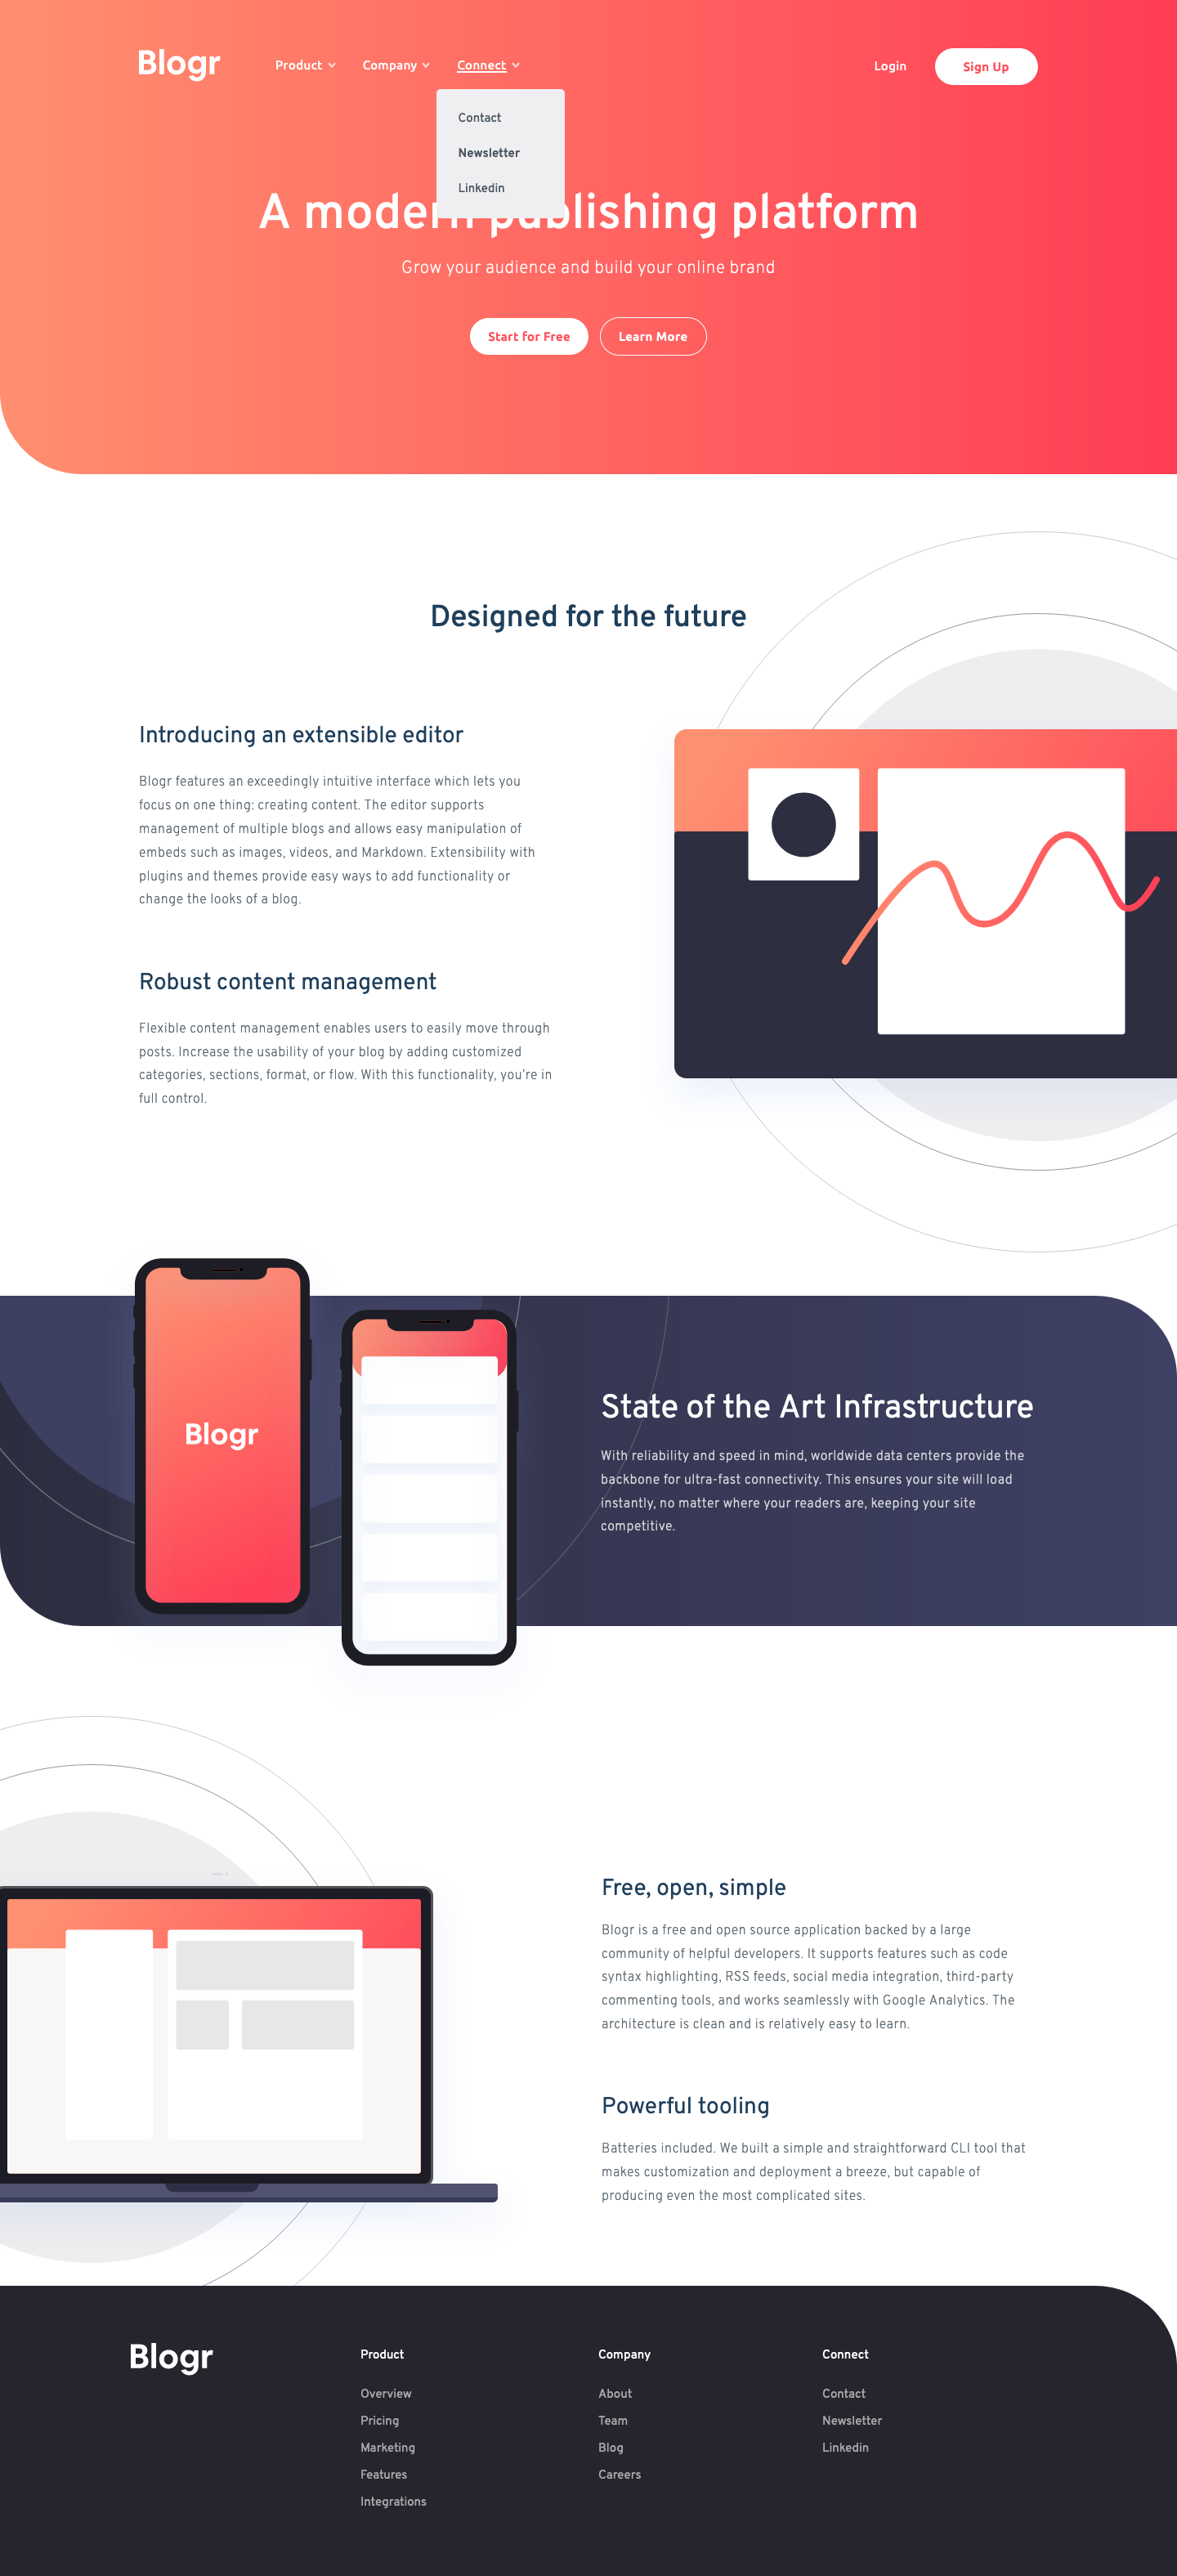 Blogr
Product
Company
Connect
Login
Sign Up
Contact
Newsletter
Linkedin
A modern publishing platform
Grow your audience and build your online brand
Start for Free
Learn More
Designed for the future
Introducing an extensible editor
Blogr features an exceedingly intuitive interface which lets you
focus on one thing: creating content. The editor supports
management of multiple blogs and allows easy manipulation of
embeds such as images, videos, and Markdown. Extensibility with
plugins and themes provide easy ways to add functionality or
change the looks of a blog.
Robust content management
Flexible content management enables users to easily move through
posts. Increase the usability of your blog by adding customized
categories, sections, format, or flow. With this functionality, you're in
full control.
Blogr
State of the Art Infrastructure
With reliability and speed in mind, worldwide data centers provide the
backbone for ultra-fast connectivity. This ensures your site will load
instantly, no matter where your readers are, keeping your site
competitive.
Free, open, simple
Blogr is a free and open source application backed by a large
community of helpful developers. It supports features such as code
syntax highlighting, RSS feeds, social media integration, third-party
commenting tools, and works seamlessly with Google Analytics. The
architecture is clean and is relatively easy to learn.
Powerful tooling
Batteries included. We built a simple and straightforward CLI tool that
makes customization and deployment a breeze, but capable of
producing even the most complicated sites.
Blogr
Product
Overview
Pricing
Marketing
Features
Integrations
Company
About
Team
Blog
Careers
Connect
Contact
Newsletter
Linkedin